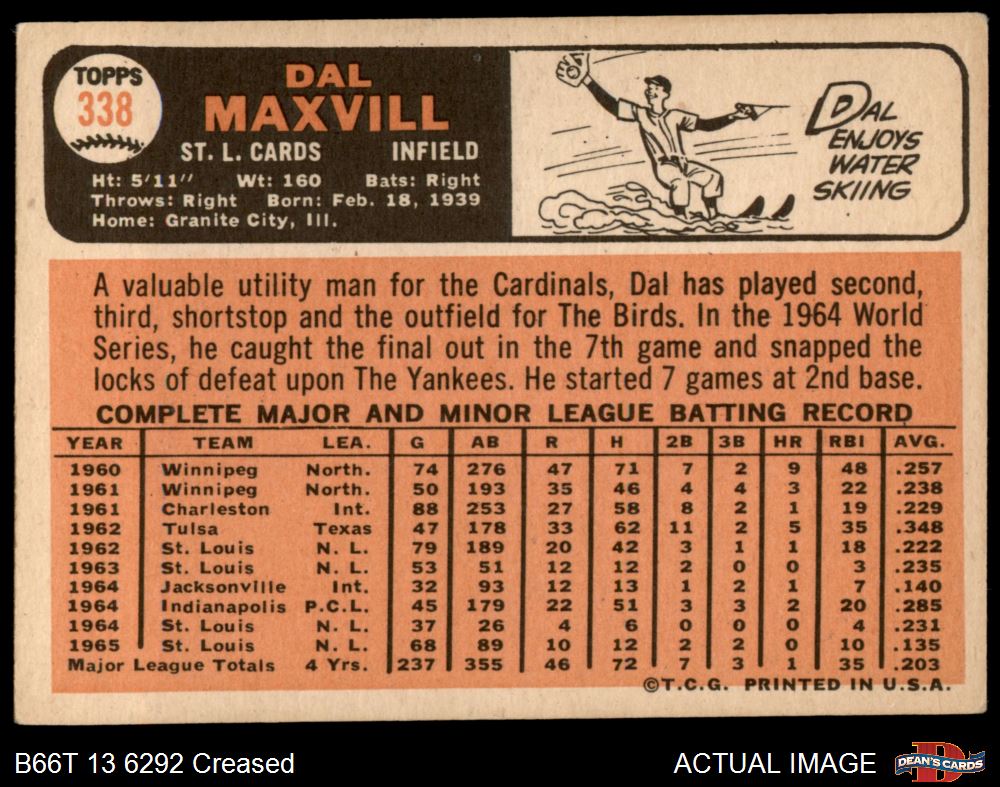 TOPPS
338
DAL
MAXVILL
ST. L. CARDS INFIELD
Ht: 5'11" Wt: 160 Bats: Right
Throws: Right Born: Feb. 18, 1939
Home: Granite City, Ill.
DAL
ENJOYS
WATER
SKIING
A valuable utility man for the Cardinals, Dal has played second,
third, shortstop and the outfield for The Birds. In the 1964 World
Series, he caught the final out in the 7th game and snapped the
locks of defeat upon The Yankees. He started 7 games at 2nd base.
COMPLETE MAJOR AND MINOR LEAGUE BATTING RECORD
YEAR TEAM LEA. G AB R H 2B 3B HR RBI AVG.
1960 Winnipeg North. 74 276 47 71 7 2 9 48 .257
1961 Winnipeg North. 50 193 35 46 4 4 3 22 .238
1961 Charleston Int. 88 253 27 58 8 2 1 19 .229
1962 Tulsa Texas 47 178 33 62 11 2 5 35 .348
1962 St. Louis N. L. 79 189 20 42 3 1 1 18 .222
1963 St. Louis N. L. 53 51 12 12 2 0 0 3 .235
1964 Jacksonville Int. 32 93 12 13 1 2 1 7 .140
1964 Indianapolis P.C.L. 45 179 22 51 3 3 2 20 .285
1964 St. Louis N. L. 37 26 4 6 0 0 0 4 .231
1965 St. Louis N. L. 68 89 10 12 2 2 0 10 .135
Major League Totals 4 Yrs. 237 355 46 72 7 3 1 35 .203
©T.C.G. PRINTED IN U.S.A.
B66T 13 6292 Creased ACTUAL IMAGE
DEAN'S CARDS